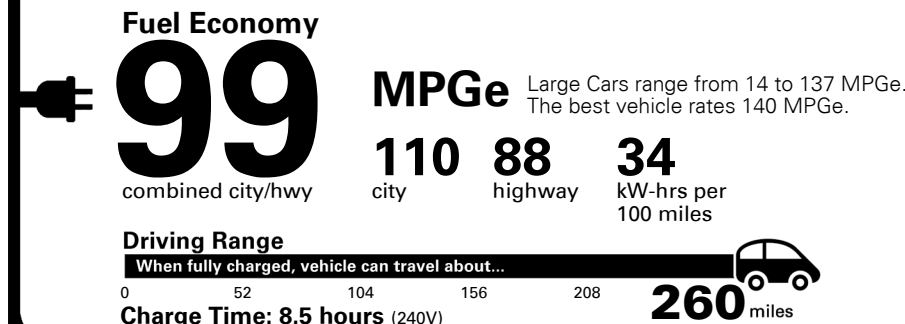 Fuel Economy
99
MPGe
Large Cars range from 14 to 137 MPGe.
The best vehicle rates 140 MPGe.
combined city/hwy
110
city
88
highway
34
kW-hrs per
100 miles
Driving Range
When fully charged, vehicle can travel about...
0 52 104 156 208 260 miles
Charge Time: 8.5 hours (240V)